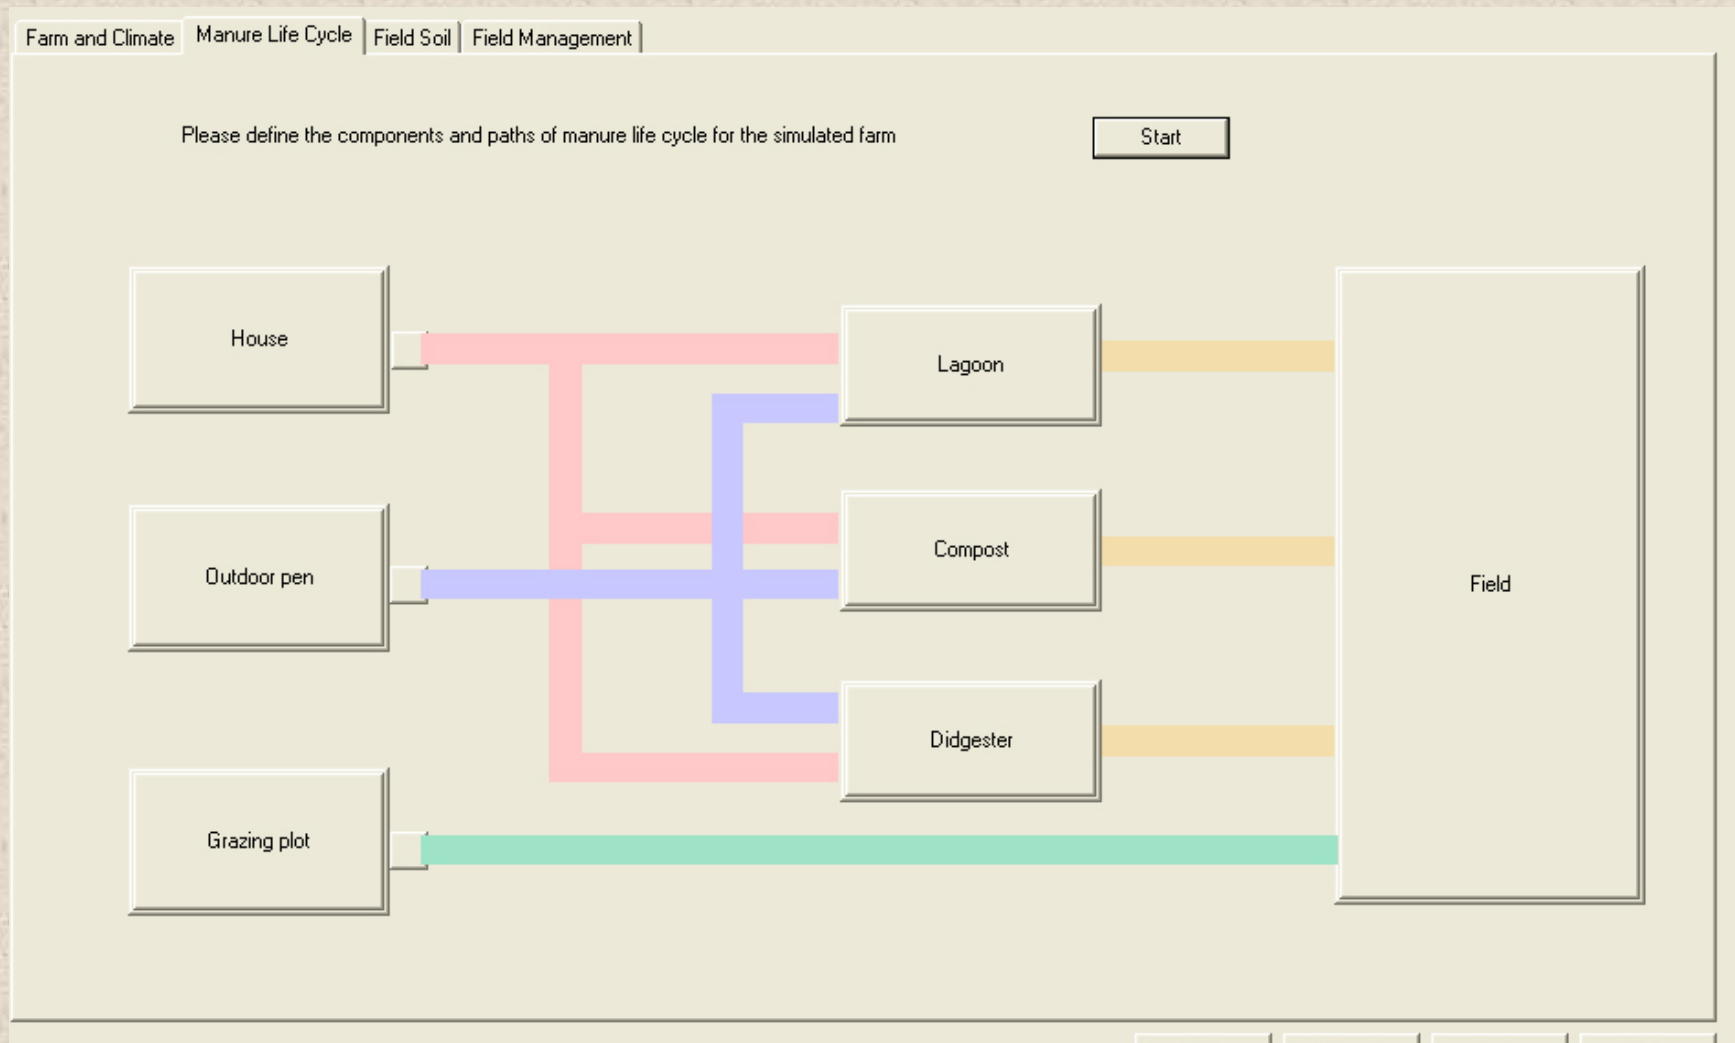 Farm and Climate
Manure Life Cycle
Field Soil
Field Management
Please define the components and paths of manure life cycle for the simulated farm
Start
House
Lagoon
Compost
Outdoor pen
Field
Didgester
Grazing plot